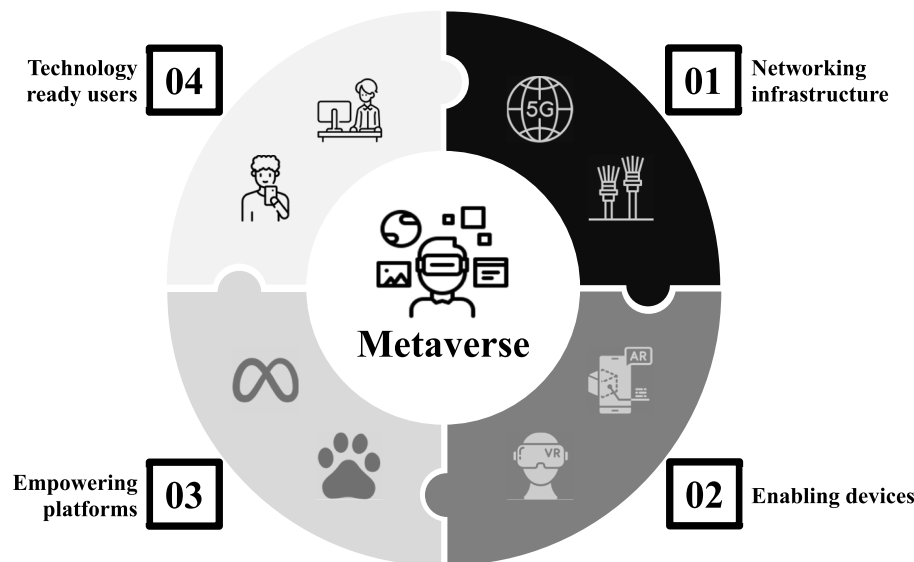 Technology
ready users
04
01
Networking
infrastructure
5G
Metaverse
AR
VR
Empowering
platforms
03
02
Enabling devices